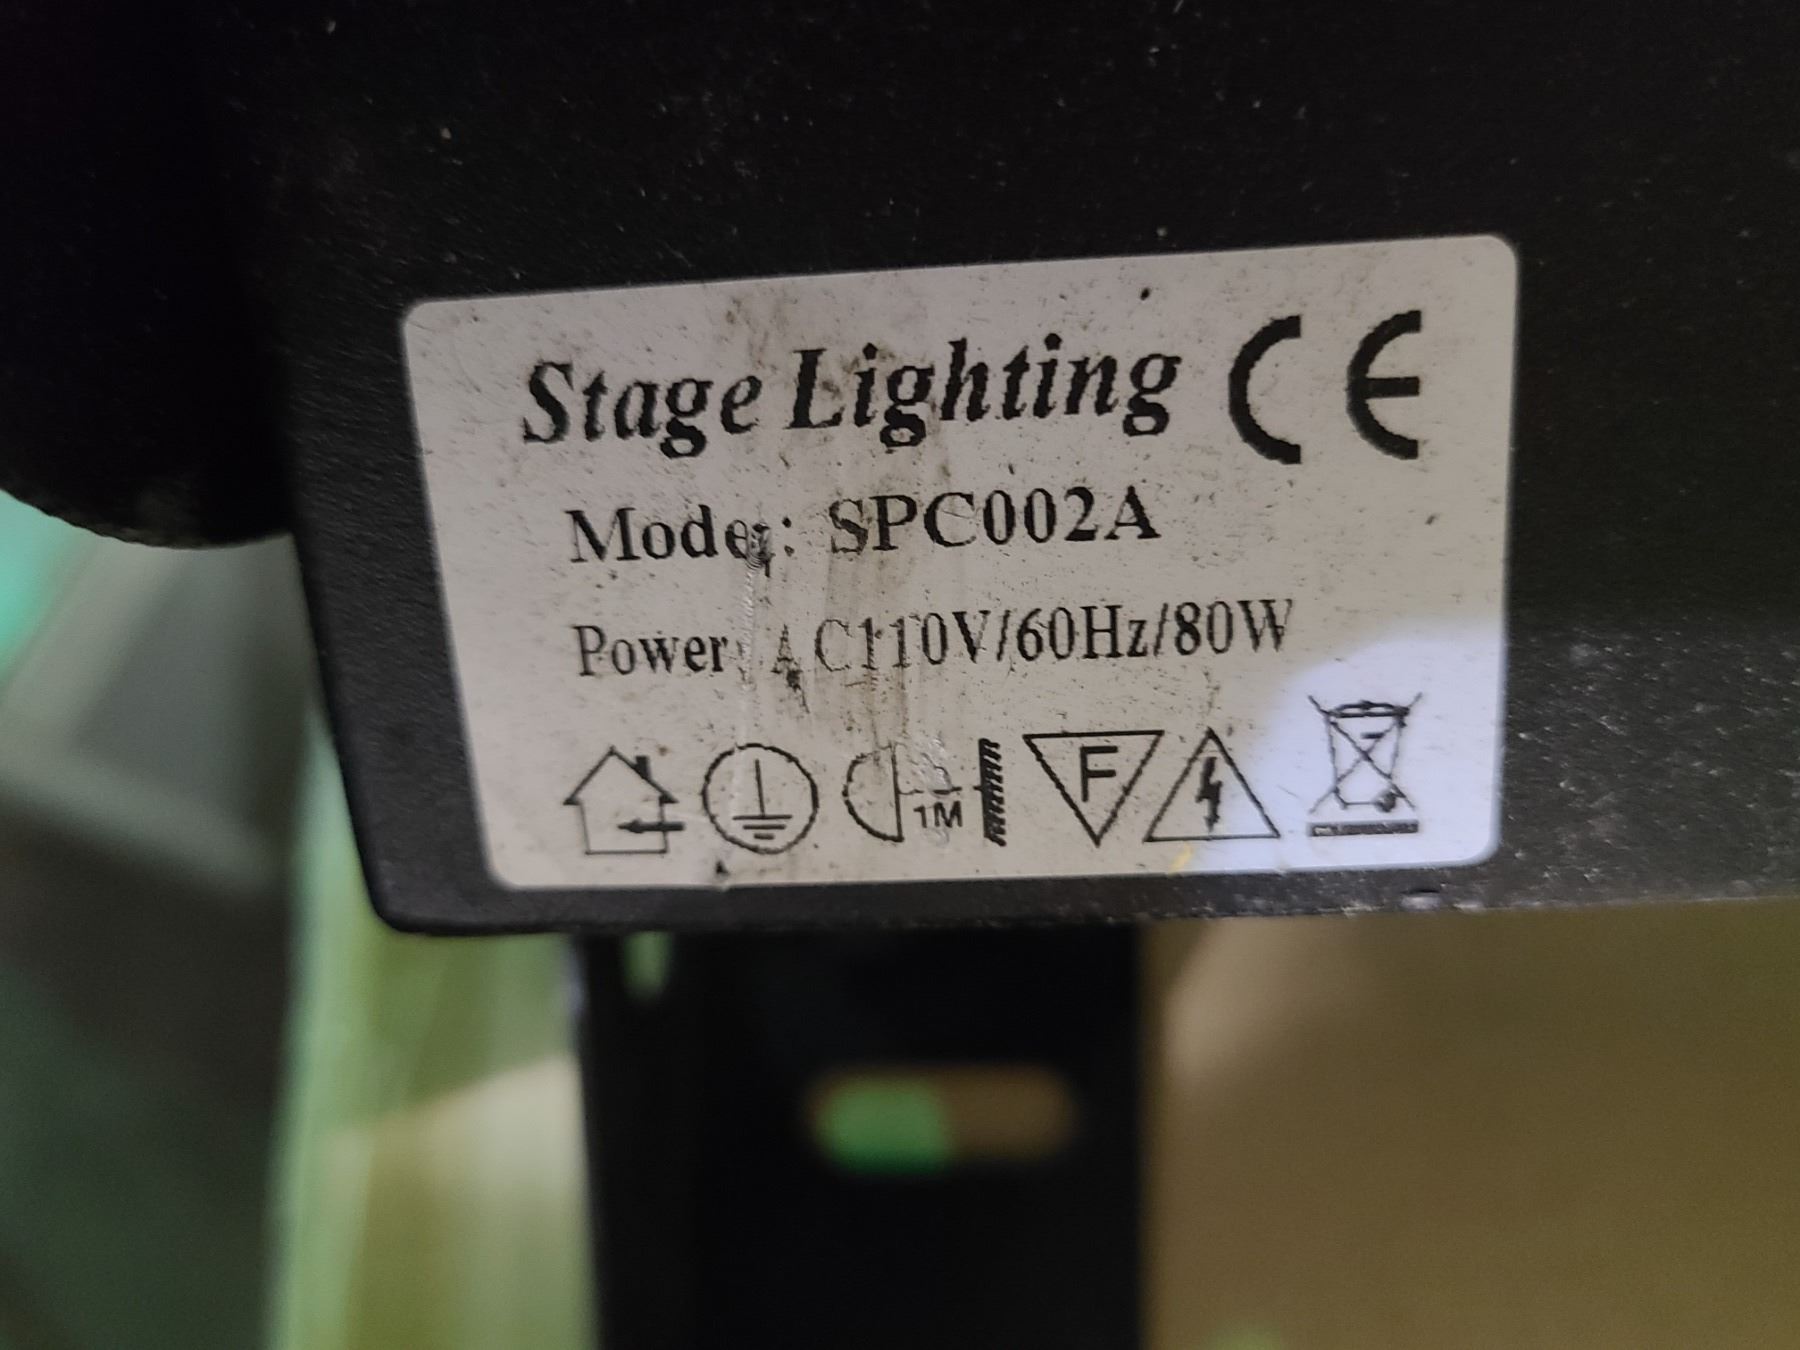 Stage Lighting CE
Model: SPC002A
Power: AC110V/60Hz/80W
1M F